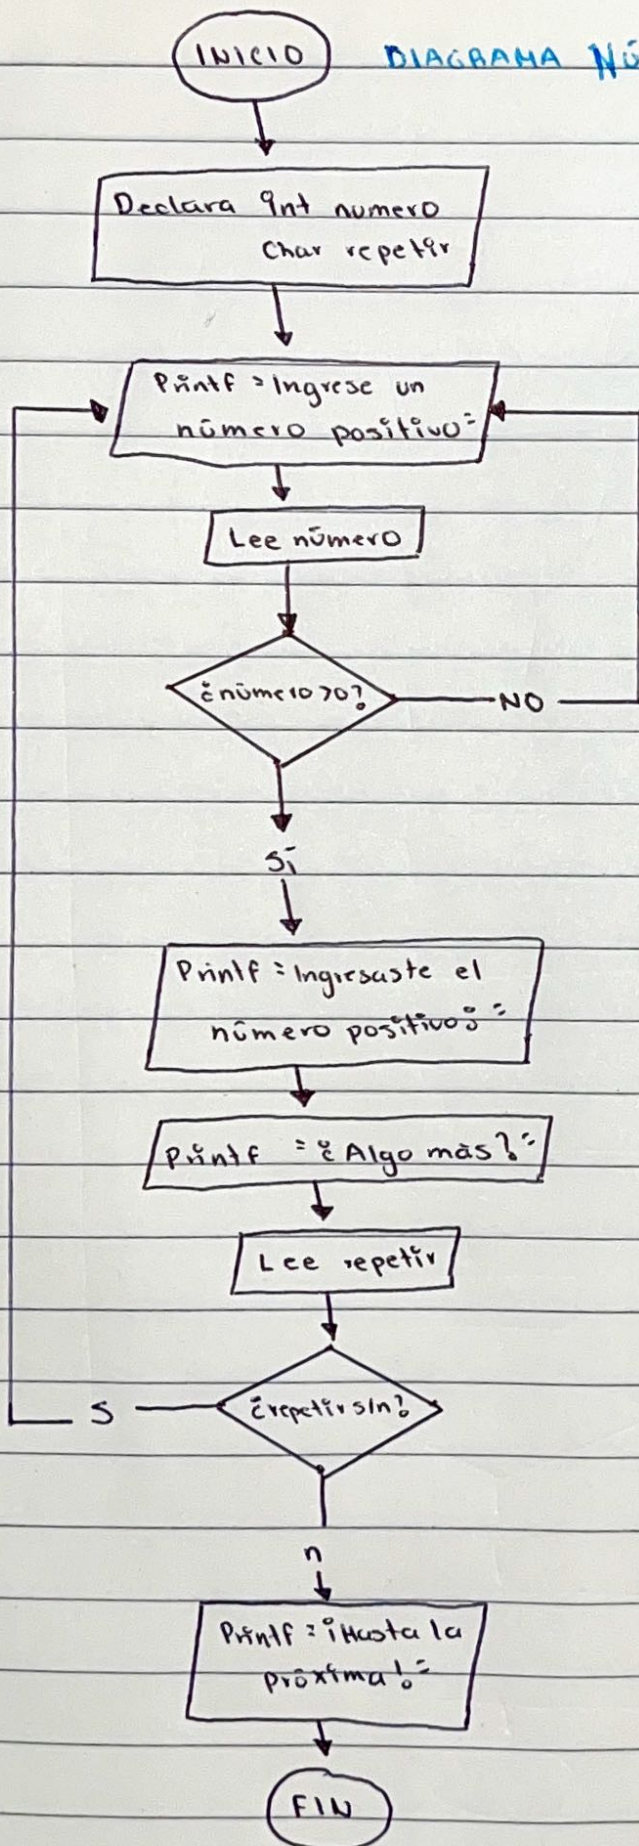 INICIO
DIAGRAMA NÚ
Declara int numero
Char repetir
Printf "Ingrese un
número positivo"
Lee número
¿número>0?
NO
Sí
Printf "Ingresaste el
número positivo: "
Printf "¿Algo más?"
Lee repetir
¿repetir s/n?
S
n
Printf "¡Hasta la
próxima!"
FIN